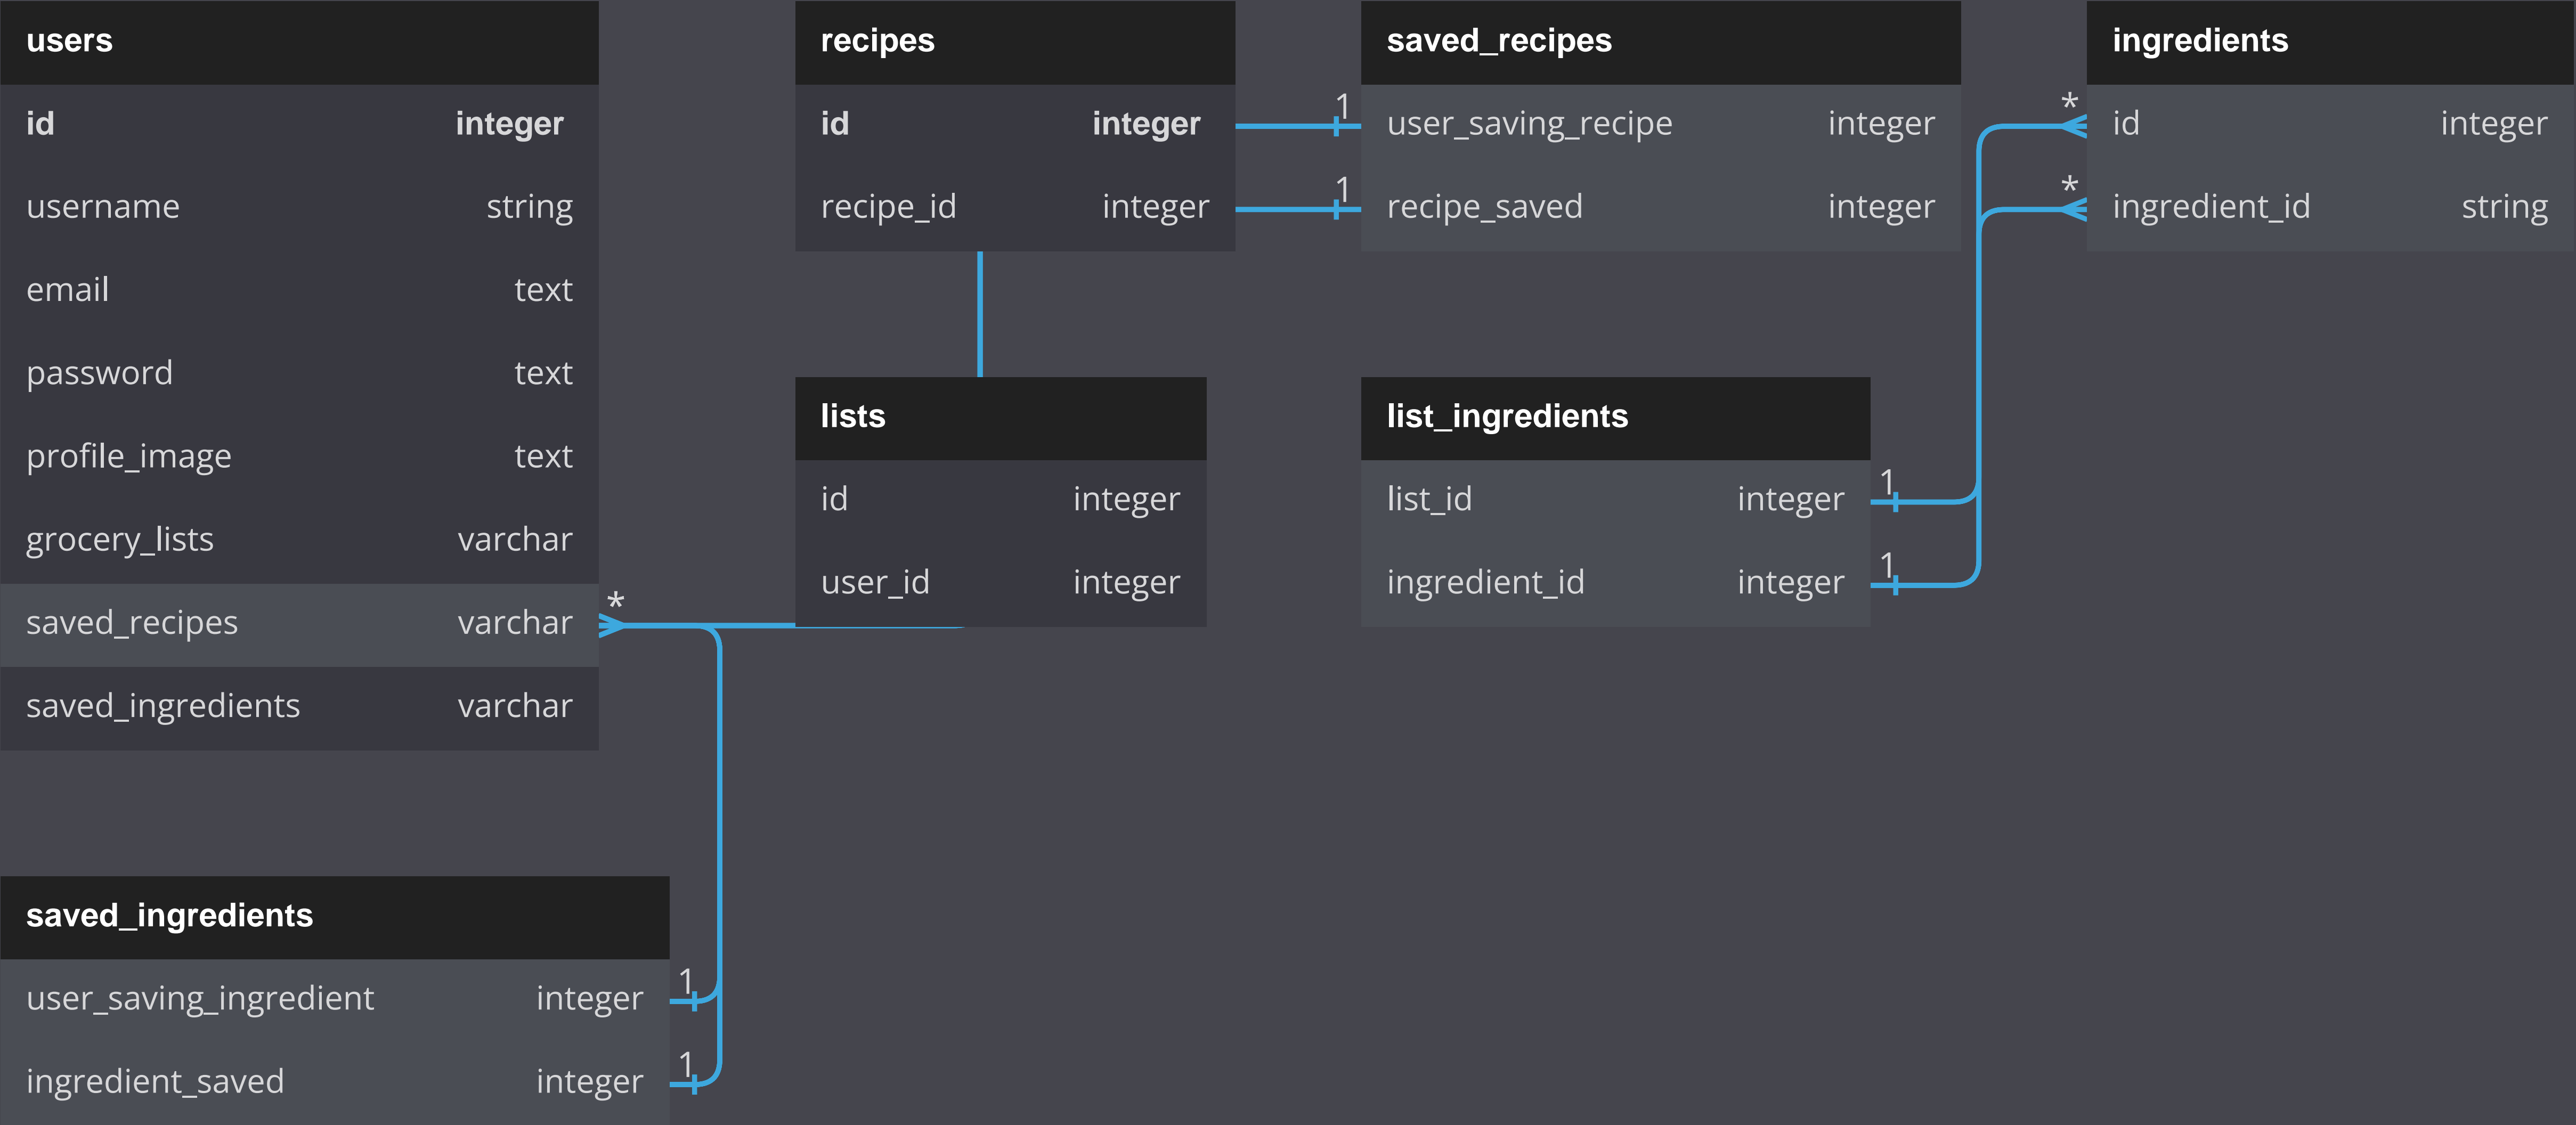 users
id integer
username string
email text
password text
profile_image text
grocery_lists varchar
saved_recipes varchar
saved_ingredients varchar
*
recipes
id integer
recipe_id integer
1
1
saved_recipes
user_saving_recipe integer
recipe_saved integer
*
*
ingredients
id integer
ingredient_id string
lists
id integer
user_id integer
list_ingredients
list_id integer
ingredient_id integer
1
1
saved_ingredients
user_saving_ingredient integer
ingredient_saved integer
1
1